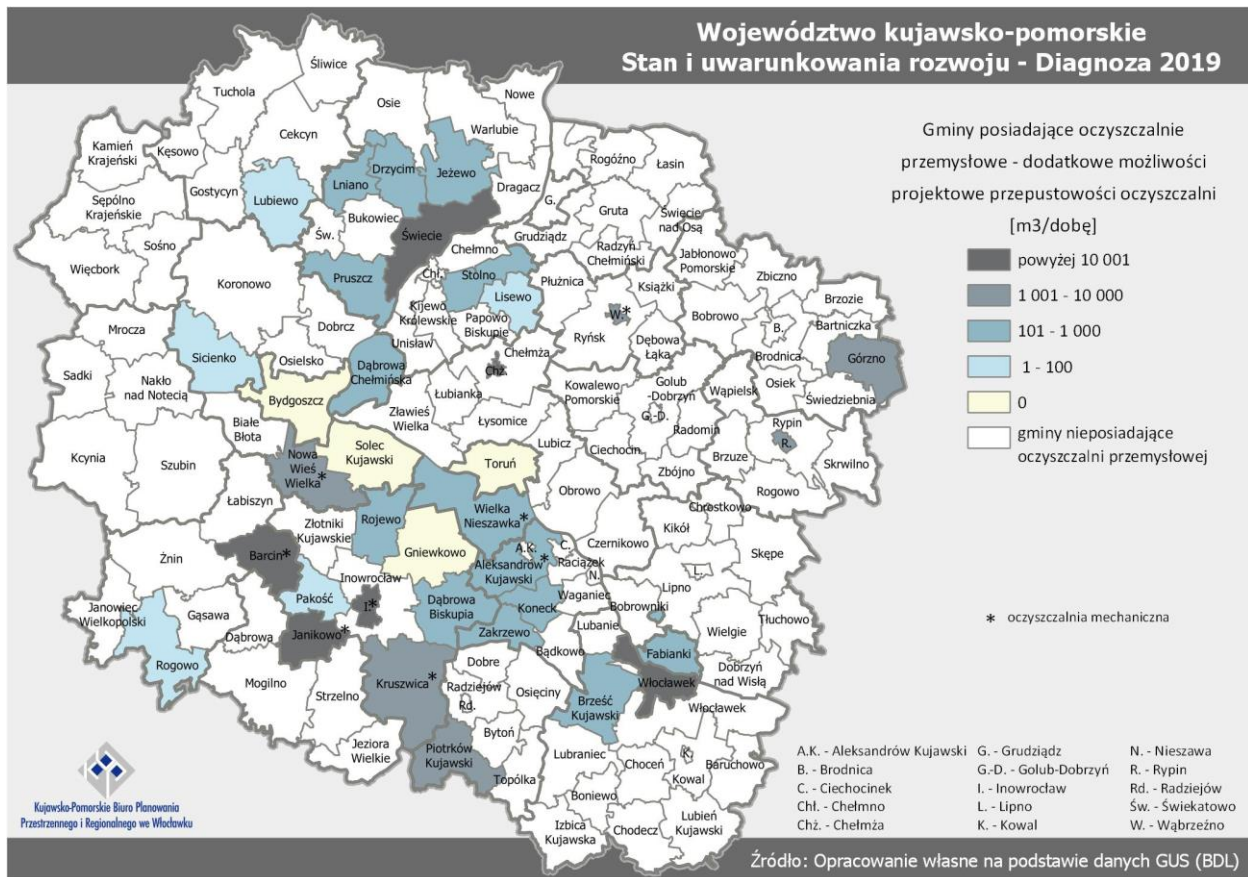 Województwo kujawsko-pomorskie
Stan i uwarunkowania rozwoju - Diagnoza 2019
Gminy posiadające oczyszczalnie
przemysłowe - dodatkowe możliwości
projektowe przepustowości oczyszczalni
[m3/dobę]
powyżej 10 001
1 001 - 10 000
101 - 1 000
1 - 100
0
gminy nieposiadające
oczyszczalni przemysłowej
* oczyszczalnia mechaniczna
Śliwice
Tuchola
Osie
Nowe
Cekcyn
Warlubie
Kamień
Krajeński
Kęsowo
Drzycim
Jeżewo
Rogóźno
Łasin
Lniano
Dragacz
Gostycyn
Lubiewo
G.
Sępólno
Krajeńskie
Bukowiec
Gruta
Święcie
nad Osą
Św.
Świecie
Sośno
Chełmno
Grudziądz
Radzyń
Chełmiński
Jabłonowo
Pomorskie
Więcbork
Koronowo
Pruszcz
Chł.
Stolno
Płużnica
Książki
Zbiczno
Lisewo
Brzozie
Kijewo
Królewskie
Papowo
Biskupie
W.*
Bobrowo
Bartniczka
Mrocza
Dobrcz
Unisław
Ryńsk
B.
Chełmża
Dębowa
Łąka
Brodnica
Górzno
Sicienko
Osielsko
Dąbrowa
Chełmińska
Chż.
Sadki
Nakło
nad Notecią
Łubianka
Kowalewo
Pomorskie
Golub
-Dobrzyń
Wąpielsk
Osiek
Świedziebnia
Bydgoszcz
Zławieś
Wielka
Łysomice
G.-D.
Rypin
Białe
Błota
Radomin
R.
Lubicz
Solec
Kujawski
Ciechocin
Brzuze
Kcynia
Szubin
Nowa
Wieś
Wielka
*
Toruń
Zbójno
Skrwilno
Obrowo
Rogowo
Łabiszyn
Wielka
Nieszawka *
Chrostkowo
Złotniki
Kujawskie
Rojewo
Kikół
Czernikowo
Skępe
Żnin
Barcin*
Gniewkowo
A.K.
C.
*
Raciążek
Aleksandrów
Kujawski
N.
L.
Inowrocław
Lipno
Pakość
I.*
Waganiec
Janowiec
Wielkopolski
Gąsawa
Dąbrowa
Biskupia
Koneck
Bobrowniki
Tłuchowo
Dąbrowa
Janikowo
*
Zakrzewo
Lubanie
Wielgie
Rogowo
Bądkowo
Fabianki
Dobrzyń
nad Wisłą
Mogilno
Kruszwica *
Dobre
Włocławek
Strzelno
Radziejów
Rd.
Osięciny
Brześć
Kujawski
Włocławek
Jeziora
Wielkie
Piotrków
Kujawski
Bytoń
Lubraniec
K.
Baruchowo
Choceń
Kowal
Topólka
Boniewo
Izbica
Kujawska
Chodecz
Lubień
Kujawski
A.K. - Aleksandrów Kujawski
B. - Brodnica
C. - Ciechocinek
Chł. - Chełmno
Chż. - Chełmża
G. - Grudziądz
G.-D. - Golub-Dobrzyń
I. - Inowrocław
L. - Lipno
K. - Kowal
N. - Nieszawa
R. - Rypin
Rd. - Radziejów
Św. - Świekatowo
W. - Wąbrzeźno
Kujawsko-Pomorskie Biuro Planowania
Przestrzennego i Regionalnego we Włocławku
Źródło: Opracowanie własne na podstawie danych GUS (BDL)